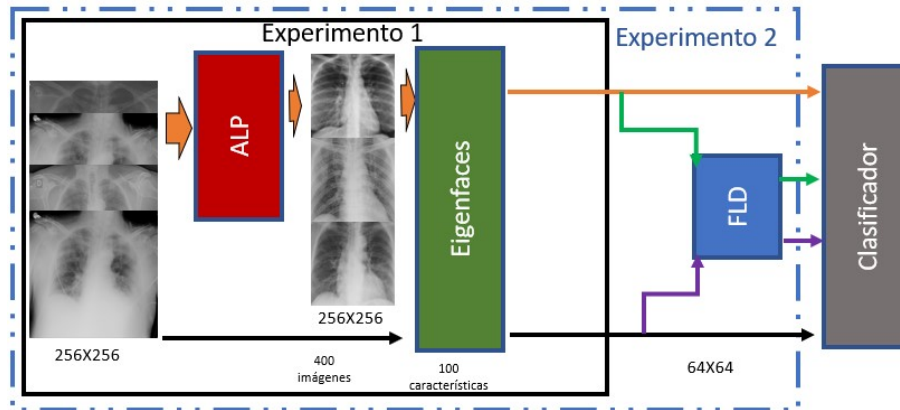 Experimento 1
Experimento 2
ALP
Eigenfaces
FLD
Clasificador
256X256
256X256
400
imágenes
100
características
64X64